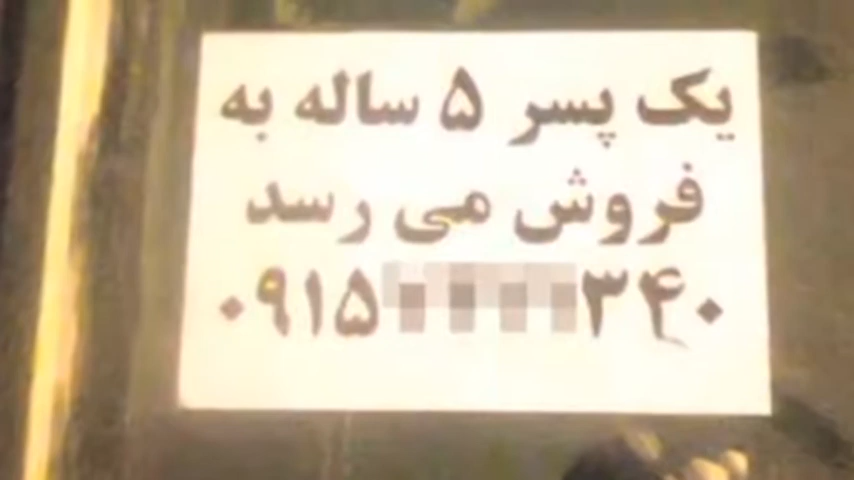 یک پسر ۵ ساله به
فروش می رسد
۰۹۱۵ ۳۴۰